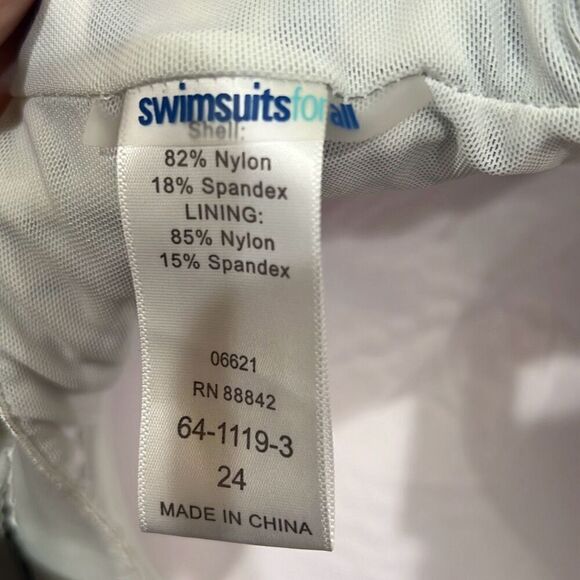 swimsuitsforall
Shell:
82% Nylon
18% Spandex
LINING:
85% Nylon
15% Spandex
06621
RN 88842
64-1119-3
24
MADE IN CHINA